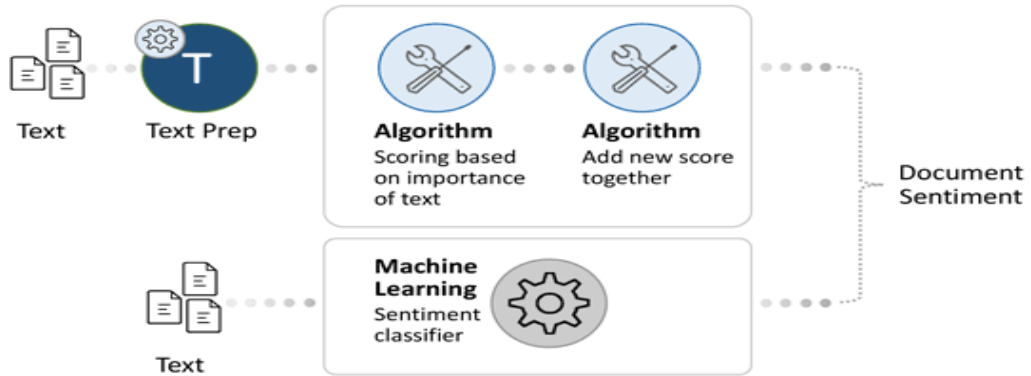 T
Text
Text Prep
Algorithm
Scoring based
on importance
of text
Algorithm
Add new score
together
Document
Sentiment
Machine
Learning
Sentiment
classifier
Text